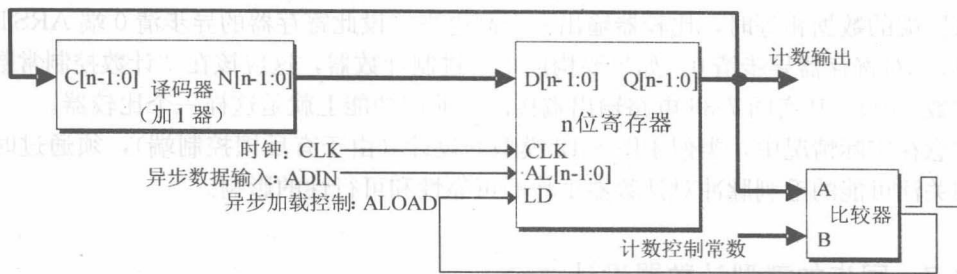 C[n-1:0] N[n-1:0]
译码器
(加1器)
D[n-1:0] Q[n-1:0]
n位寄存器
计数输出
时钟: CLK
CLK
异步数据输入: ADIN
AL[n-1:0]
异步加载控制: ALOAD
LD
A
比较器
B
计数控制常数